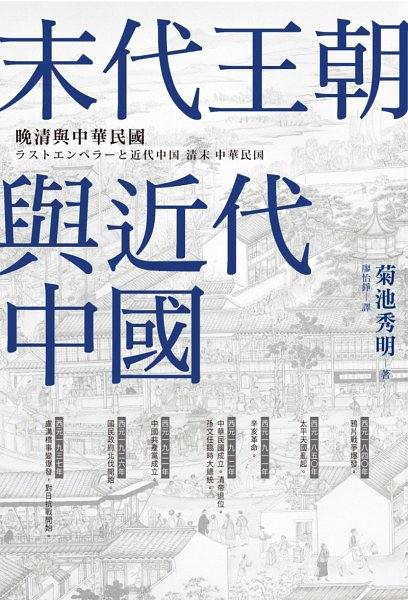 末代王朝
晚清與中華民國
ラストエンペラーと近代中国 清末 中華民国
與近代
中國
菊池秀明 著
廖怡錚 譯
西元一八四〇年
鴉片戰爭爆發。
西元一八五〇年
太平天國亂起。
西元一九一一年
辛亥革命。
西元一九一二年
中華民國成立。清帝退位。
孫文任臨時大總統。
西元一九二一年
中國共產黨成立。
西元一九二六年
國民政府北伐開始
西元一九三七年
盧溝橋事變爆發，對日抗戰開始。